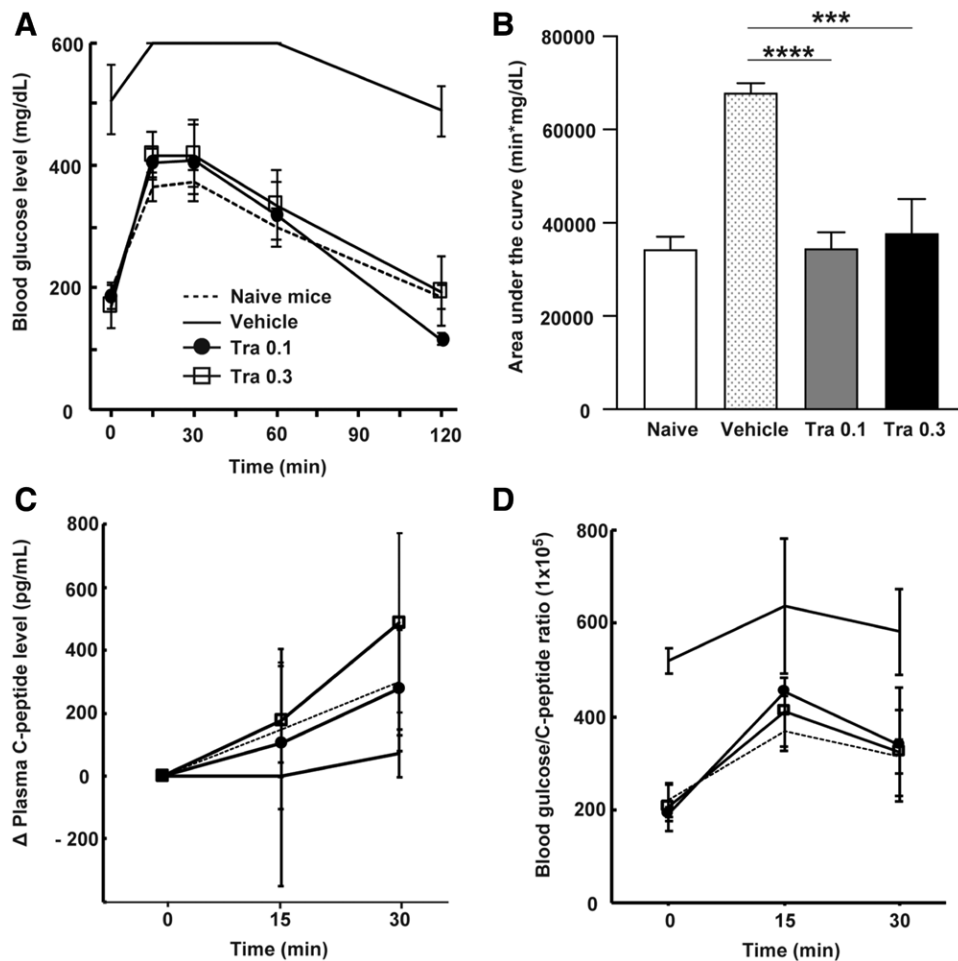 A
Blood glucose level (mg/dL)
600
400
200
0
Naive mice
Vehicle
Tra 0.1
Tra 0.3
0 30 60 90 120
Time (min)
B
Area under the curve (min*mg/dL)
80000
60000
40000
20000
0
***
****
Naive Vehicle Tra 0.1 Tra 0.3
C
Δ Plasma C-peptide level (pg/mL)
800
600
400
200
0
- 200
0 15 30
Time (min)
D
Blood gulcose/C-peptide ratio (1x10⁵)
800
600
400
200
0
0 15 30
Time (min)